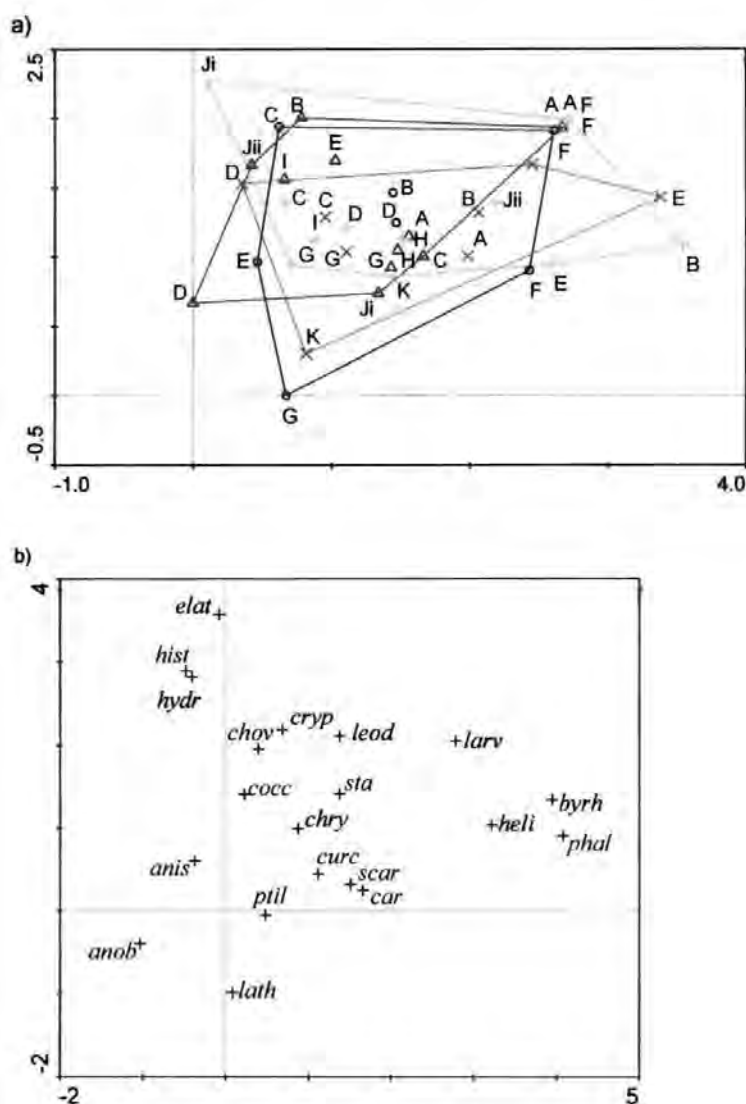 a)
2.5
Ji
A A F
C B F
Jii E F
D I
C C D B B Jii E
I D A
G G H A
E G H C B
D Ji K F E
K
G
-0.5
-1.0 4.0
b)
4
elat
hist
hydr
cryp
chov leod larv
cocc sta byrh
chry heli
phal
curc
anis scar
ptil car
anob
lath
-2
-2 5